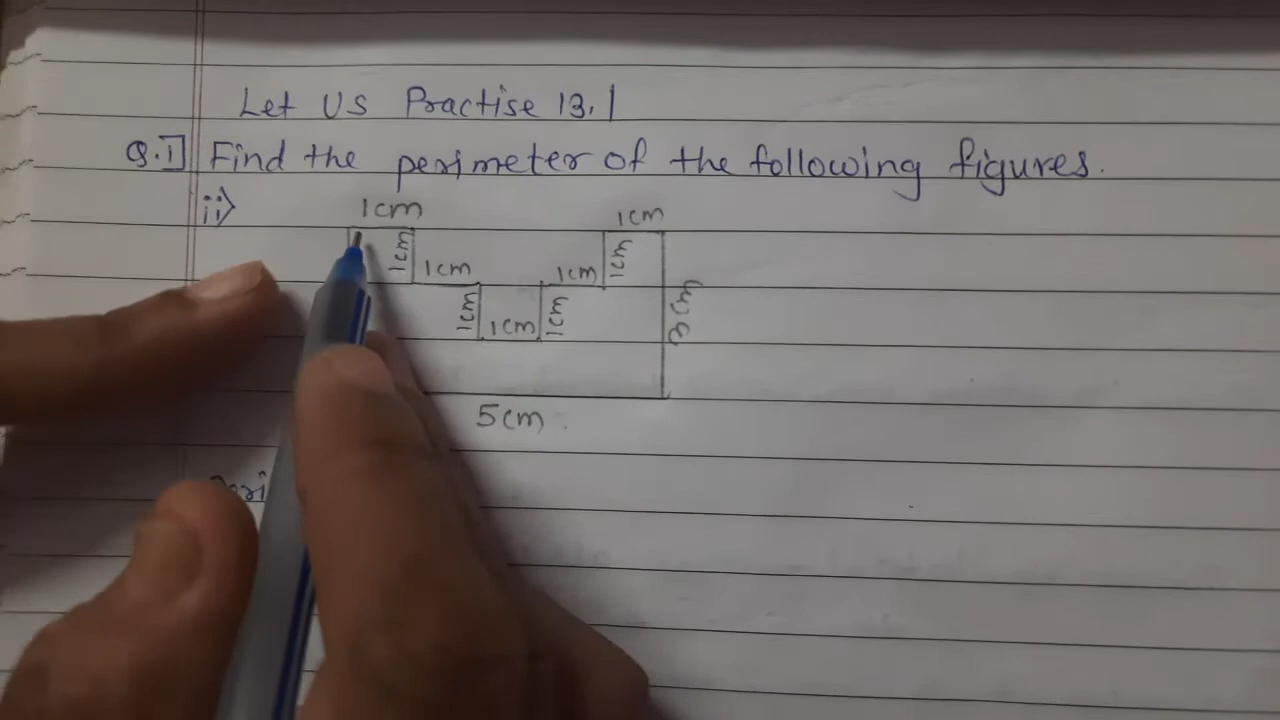 Let Us Practise 13.1
Q.1] Find the perimeter of the following figures.
ii>
1cm 1cm
1cm 1cm 1cm 1cm
1cm 1cm 1cm 3cm
5cm
Peri